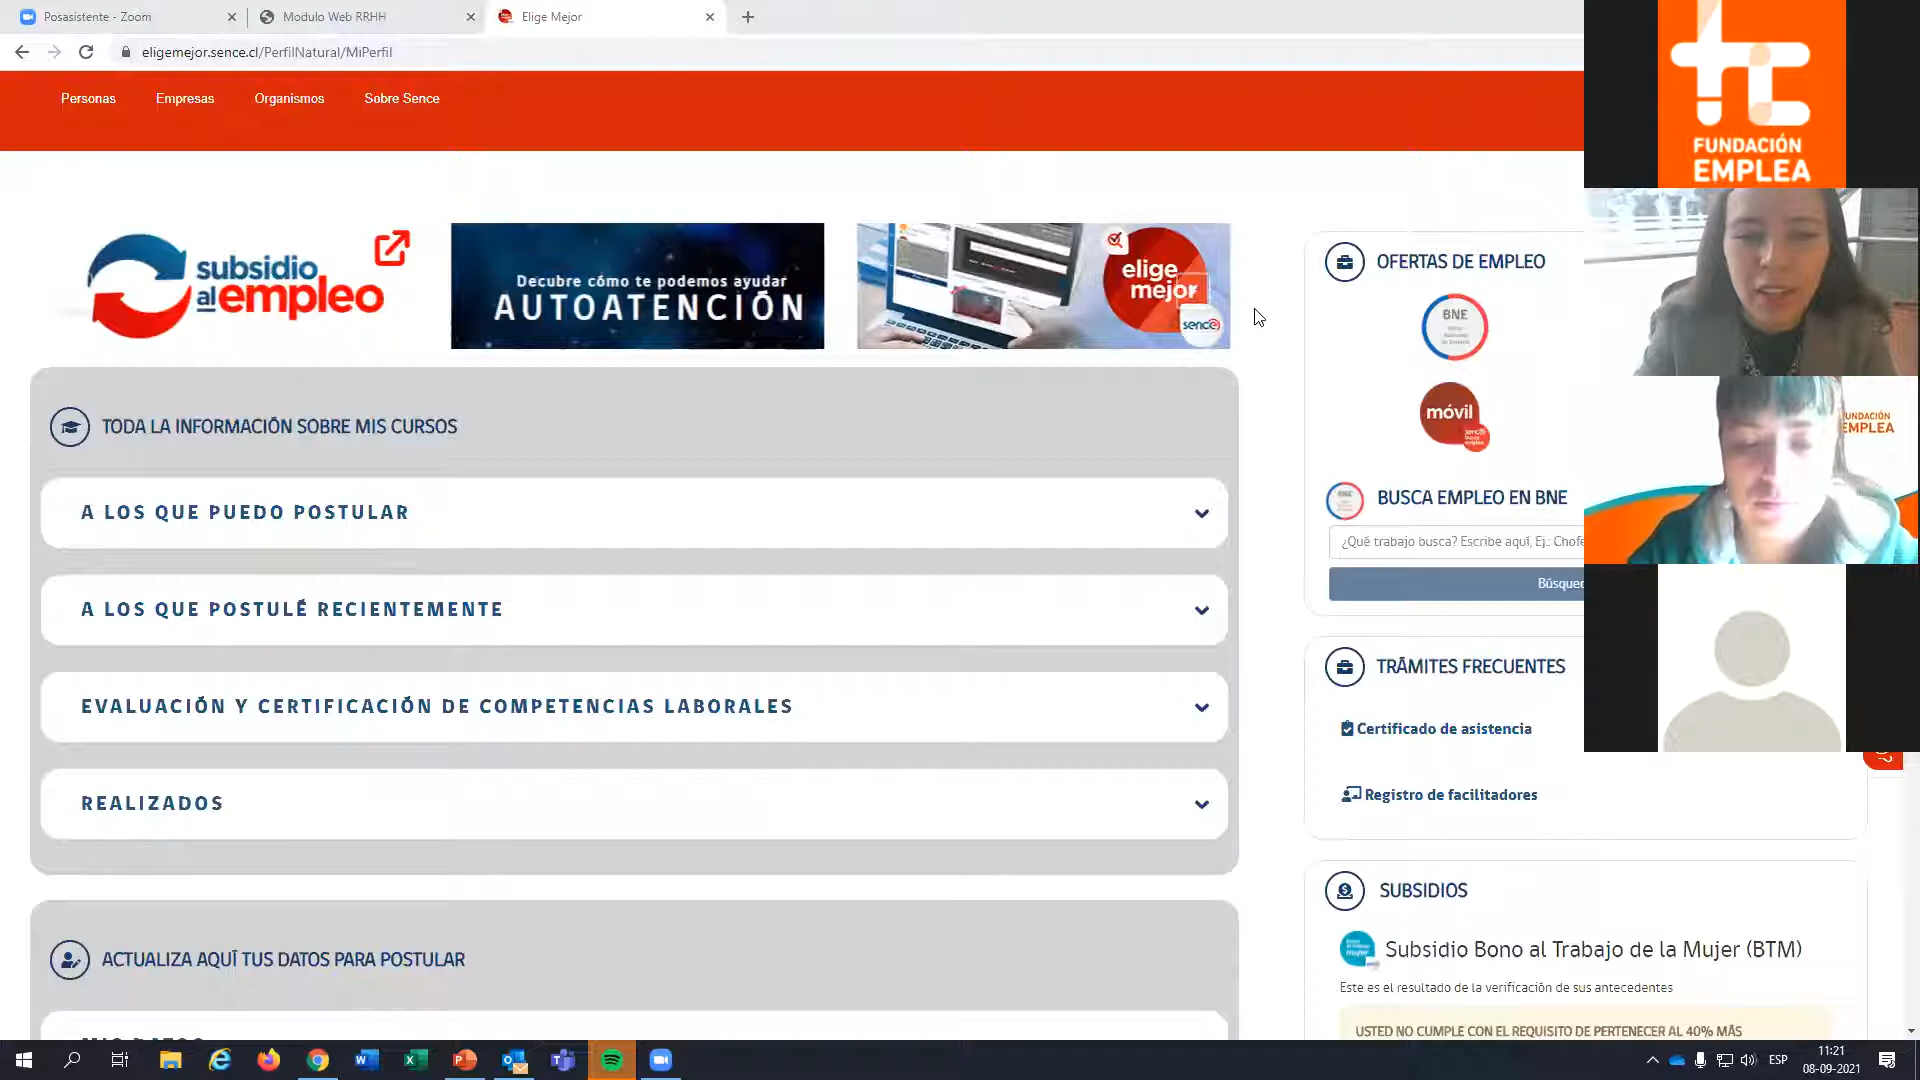 Posasistente - Zoom
Modulo Web RRHH
Elige Mejor
eligemejor.sence.cl/PerfilNatural/MiPerfil
Personas
Empresas
Organismos
Sobre Sence
subsidio
al empleo
Decubre cómo te podemos ayudar
AUTOATENCIÓN
elige
mejor
sence
TODA LA INFORMACIÓN SOBRE MIS CURSOS
A LOS QUE PUEDO POSTULAR
A LOS QUE POSTULÉ RECIENTEMENTE
EVALUACIÓN Y CERTIFICACIÓN DE COMPETENCIAS LABORALES
REALIZADOS
ACTUALIZA AQUÍ TUS DATOS PARA POSTULAR
OFERTAS DE EMPLEO
BNE
móvil
BUSCA EMPLEO EN BNE
¿Qué trabajo busca? Escribe aquí, Ej.: Chofe
Búsque
TRÁMITES FRECUENTES
Certificado de asistencia
Registro de facilitadores
SUBSIDIOS
Subsidio Bono al Trabajo de la Mujer (BTM)
Este es el resultado de la verificación de sus antecedentes
USTED NO CUMPLE CON EL REQUISITO DE PERTENECER AL 40% MÁS
FUNDACIÓN
EMPLEA
UNDACIÓN
EMPLEA
ESP
11:21
08-09-2021